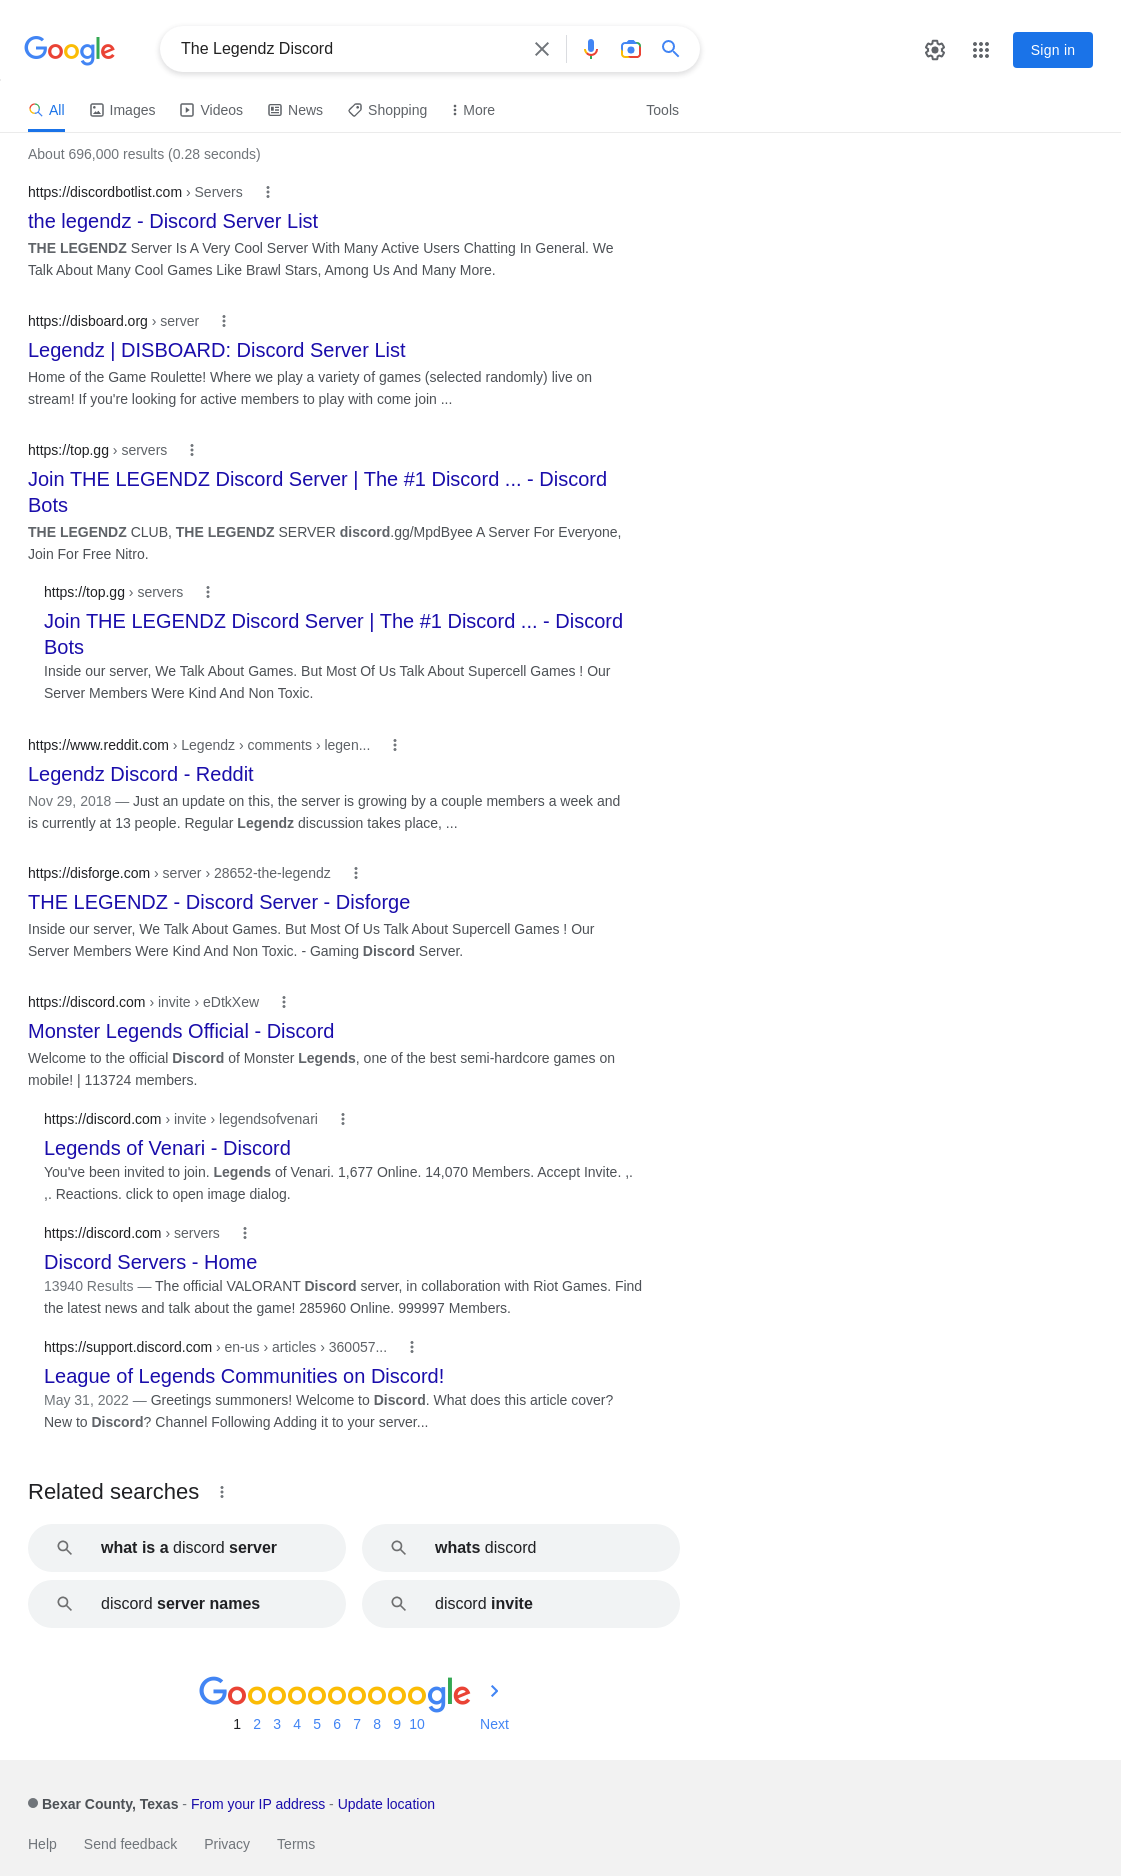 Google
The Legendz Discord
Sign in
All Images Videos News Shopping More Tools
About 696,000 results (0.28 seconds)
https://discordbotlist.com › Servers
the legendz - Discord Server List
THE LEGENDZ Server Is A Very Cool Server With Many Active Users Chatting In General. We
Talk About Many Cool Games Like Brawl Stars, Among Us And Many More.
https://disboard.org › server
Legendz | DISBOARD: Discord Server List
Home of the Game Roulette! Where we play a variety of games (selected randomly) live on
stream! If you're looking for active members to play with come join ...
https://top.gg › servers
Join THE LEGENDZ Discord Server | The #1 Discord ... - Discord
Bots
THE LEGENDZ CLUB, THE LEGENDZ SERVER discord.gg/MpdByee A Server For Everyone,
Join For Free Nitro.
https://top.gg › servers
Join THE LEGENDZ Discord Server | The #1 Discord ... - Discord
Bots
Inside our server, We Talk About Games. But Most Of Us Talk About Supercell Games ! Our
Server Members Were Kind And Non Toxic.
https://www.reddit.com › Legendz › comments › legen...
Legendz Discord - Reddit
Nov 29, 2018 — Just an update on this, the server is growing by a couple members a week and
is currently at 13 people. Regular Legendz discussion takes place, ...
https://disforge.com › server › 28652-the-legendz
THE LEGENDZ - Discord Server - Disforge
Inside our server, We Talk About Games. But Most Of Us Talk About Supercell Games ! Our
Server Members Were Kind And Non Toxic. - Gaming Discord Server.
https://discord.com › invite › eDtkXew
Monster Legends Official - Discord
Welcome to the official Discord of Monster Legends, one of the best semi-hardcore games on
mobile! | 113724 members.
https://discord.com › invite › legendsofvenari
Legends of Venari - Discord
You've been invited to join. Legends of Venari. 1,677 Online. 14,070 Members. Accept Invite. ,.
,. Reactions. click to open image dialog.
https://discord.com › servers
Discord Servers - Home
13940 Results — The official VALORANT Discord server, in collaboration with Riot Games. Find
the latest news and talk about the game! 285960 Online. 999997 Members.
https://support.discord.com › en-us › articles › 360057...
League of Legends Communities on Discord!
May 31, 2022 — Greetings summoners! Welcome to Discord. What does this article cover?
New to Discord? Channel Following Adding it to your server...
Related searches
what is a discord server
whats discord
discord server names
discord invite
Goooooooooogle
1 2 3 4 5 6 7 8 9 10 Next
Bexar County, Texas - From your IP address - Update location
Help Send feedback Privacy Terms